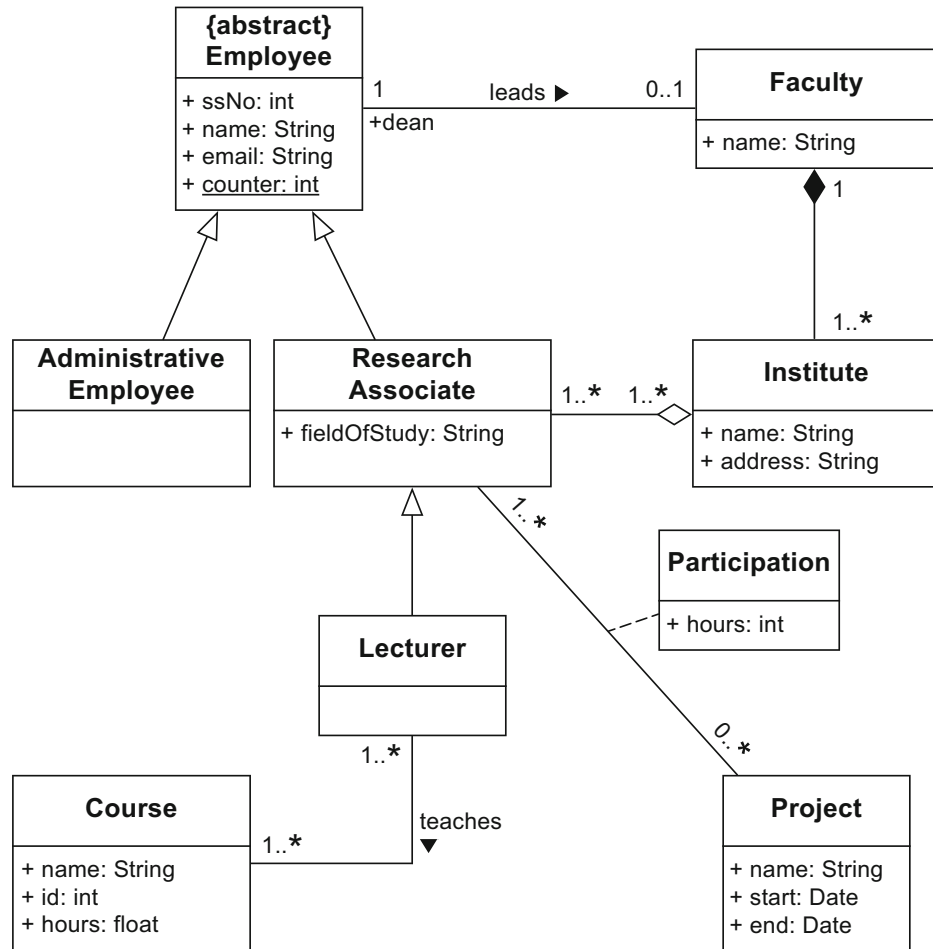 {abstract}
Employee
+ ssNo: int
+ name: String
+ email: String
+ counter: int
1
leads ▶
0..1
+dean
Faculty
+ name: String
1
1..*
Administrative
Employee
Research
Associate
+ fieldOfStudy: String
1..*
1..*
Institute
+ name: String
+ address: String
1..*
Participation
+ hours: int
0..*
Lecturer
1..*
teaches
▼
1..*
Course
+ name: String
+ id: int
+ hours: float
Project
+ name: String
+ start: Date
+ end: Date